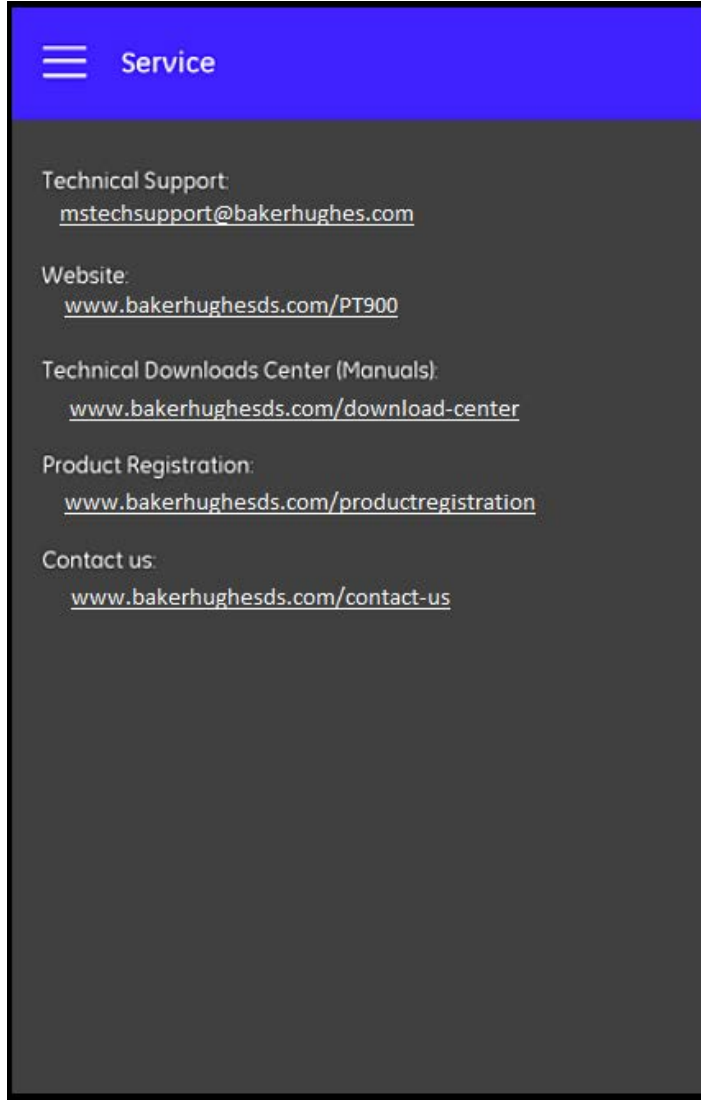 Service
Technical Support:
mstechsupport@bakerhughes.com
Website:
www.bakerhughesds.com/PT900
Technical Downloads Center (Manuals):
www.bakerhughesds.com/download-center
Product Registration:
www.bakerhughesds.com/productregistration
Contact us:
www.bakerhughesds.com/contact-us